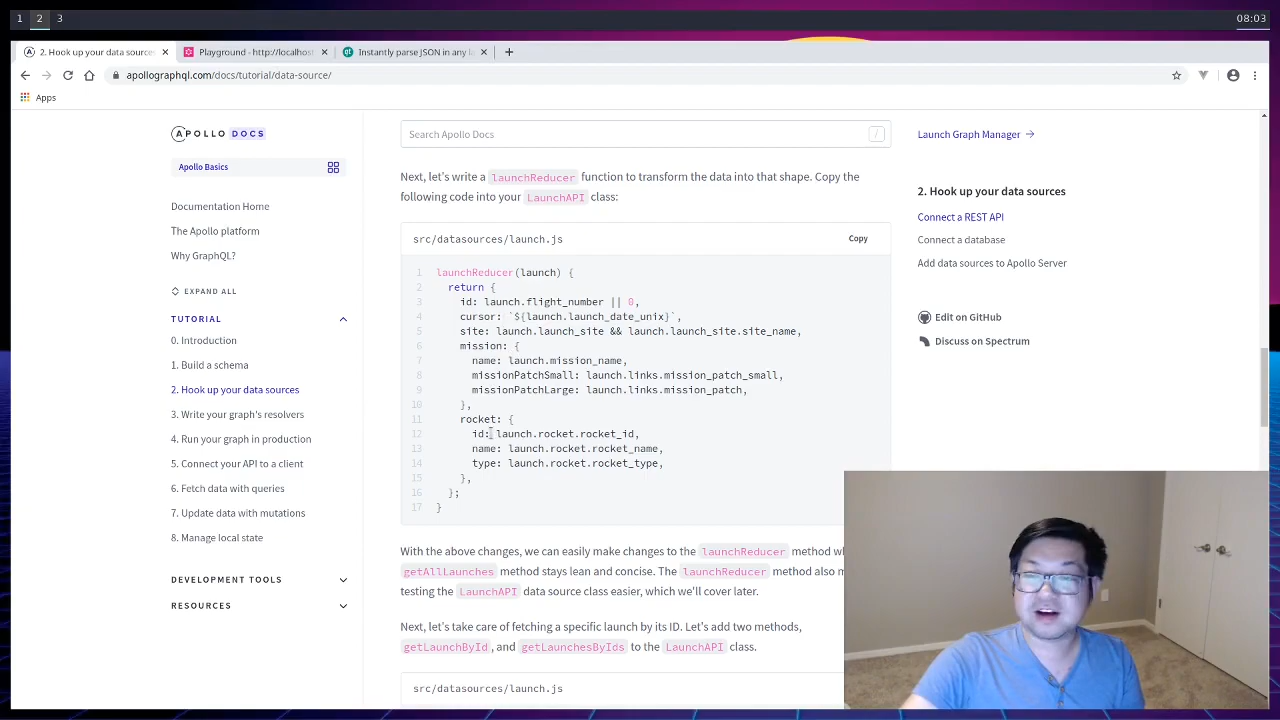 1 2 3 08:03
2. Hook up your data sources
Playground - http://localhost
Instantly parse JSON in any la
apollographql.com/docs/tutorial/data-source/
Apps
APOLLO DOCS
Apollo Basics
Documentation Home
The Apollo platform
Why GraphQL?
EXPAND ALL
TUTORIAL
0. Introduction
1. Build a schema
2. Hook up your data sources
3. Write your graph's resolvers
4. Run your graph in production
5. Connect your API to a client
6. Fetch data with queries
7. Update data with mutations
8. Manage local state
DEVELOPMENT TOOLS
RESOURCES
Search Apollo Docs /
Next, let's write a launchReducer function to transform the data into that shape. Copy the
following code into your LaunchAPI class:
src/datasources/launch.js Copy
1 launchReducer(launch) {
2 return {
3 id: launch.flight_number || 0,
4 cursor: `${launch.launch_date_unix}`,
5 site: launch.launch_site && launch.launch_site.site_name,
6 mission: {
7 name: launch.mission_name,
8 missionPatchSmall: launch.links.mission_patch_small,
9 missionPatchLarge: launch.links.mission_patch,
10 },
11 rocket: {
12 id: launch.rocket.rocket_id,
13 name: launch.rocket.rocket_name,
14 type: launch.rocket.rocket_type,
15 },
16 };
17 }
With the above changes, we can easily make changes to the launchReducer method
getAllLaunches method stays lean and concise. The launchReducer method also
testing the LaunchAPI data source class easier, which we'll cover later.
Next, let's take care of fetching a specific launch by its ID. Let's add two methods,
getLaunchById , and getLaunchesByIds to the LaunchAPI class.
src/datasources/launch.js
Launch Graph Manager →
2. Hook up your data sources
Connect a REST API
Connect a database
Add data sources to Apollo Server
Edit on GitHub
Discuss on Spectrum